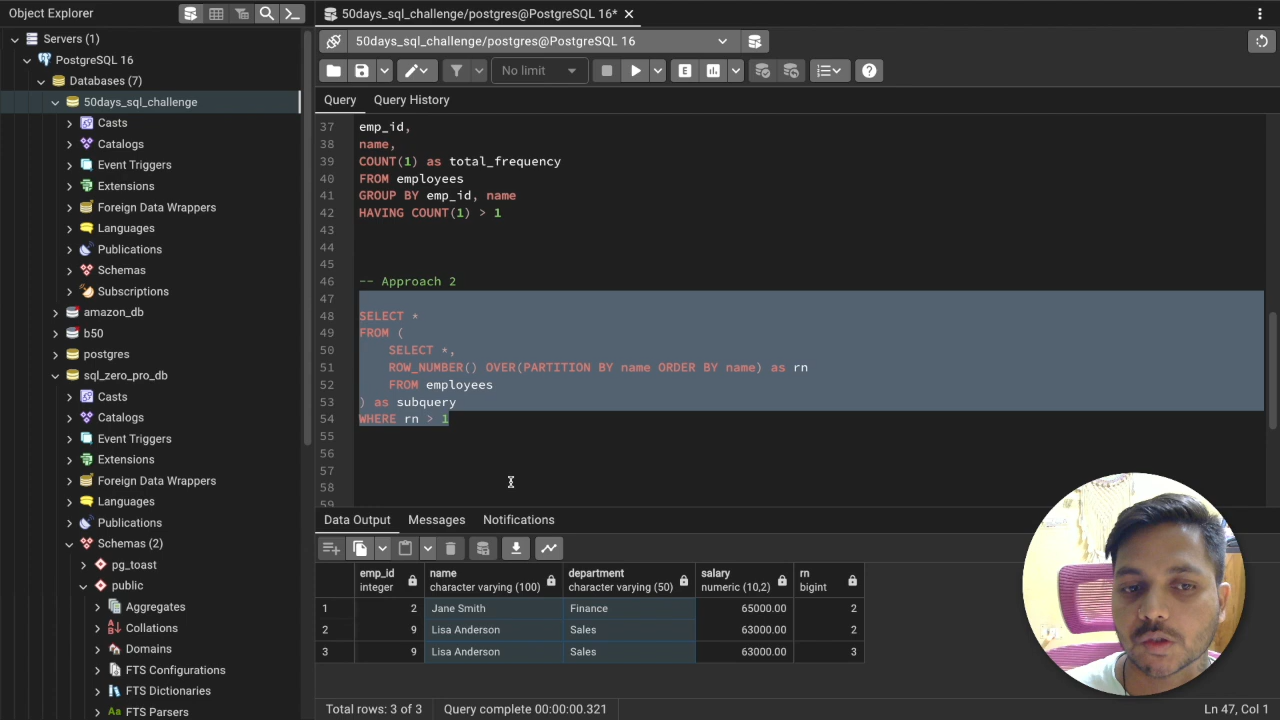 Object Explorer
50days_sql_challenge/postgres@PostgreSQL 16*
Servers (1)
PostgreSQL 16
Databases (7)
50days_sql_challenge
Casts
Catalogs
Event Triggers
Extensions
Foreign Data Wrappers
Languages
Publications
Schemas
Subscriptions
amazon_db
b50
postgres
sql_zero_pro_db
Casts
Catalogs
Event Triggers
Extensions
Foreign Data Wrappers
Languages
Publications
Schemas (2)
pg_toast
public
Aggregates
Collations
Domains
FTS Configurations
FTS Dictionaries
FTS Parsers
50days_sql_challenge/postgres@PostgreSQL 16
No limit
E
Query Query History
37 emp_id,
38 name,
39 COUNT(1) as total_frequency
40 FROM employees
41 GROUP BY emp_id, name
42 HAVING COUNT(1) > 1
43
44
45
46 -- Approach 2
47
48 SELECT *
49 FROM (
50 SELECT *,
51 ROW_NUMBER() OVER(PARTITION BY name ORDER BY name) as rn
52 FROM employees
53 ) as subquery
54 WHERE rn > 1
55
56
57
58
59
Data Output Messages Notifications
emp_id name department salary rn
integer character varying (100) character varying (50) numeric (10,2) bigint
1 2 Jane Smith Finance 65000.00 2
2 9 Lisa Anderson Sales 63000.00 2
3 9 Lisa Anderson Sales 63000.00 3
Total rows: 3 of 3 Query complete 00:00:00.321 Ln 47, Col 1